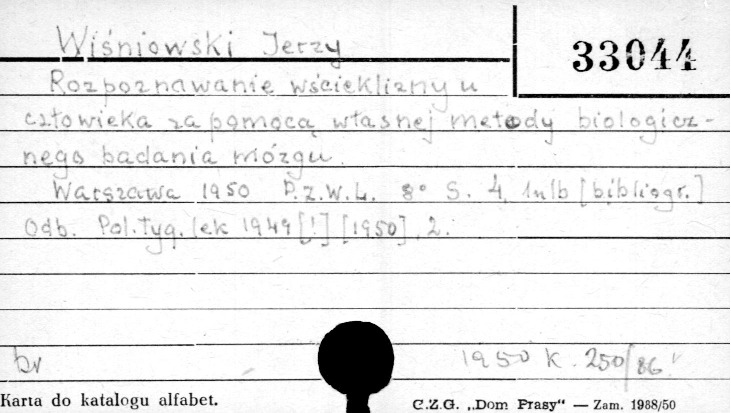 Wiśniowski Jerzy
33044
Rozpoznawanie wścieklizny u
człowieka za pomocą własnej metody biologicz-
nego badania mózgu.
Warszawa 1950 P.Z.W.L. 8° S. 4, 1nlb [bibliogr.]
Odb. Pol. tyg. lek 1949 [!] [1950], 2.
br
1950 K. 250/86
Karta do katalogu alfabet.
C.Z.G. „Dom Prasy“ — Zam. 1988/50